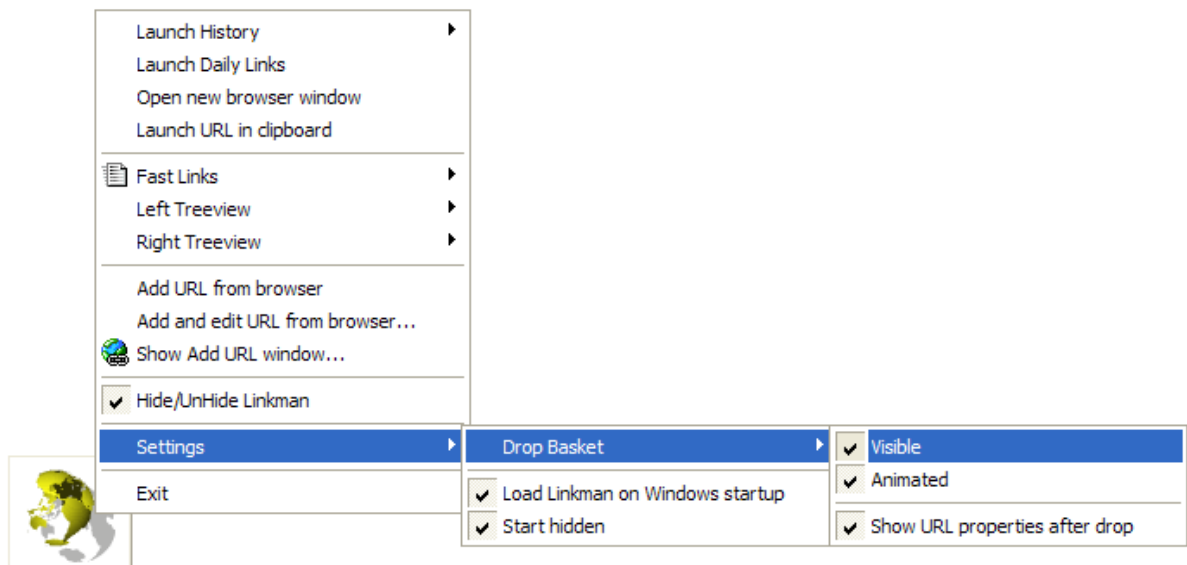 Launch History
Launch Daily Links
Open new browser window
Launch URL in clipboard
Fast Links
Left Treeview
Right Treeview
Add URL from browser
Add and edit URL from browser...
Show Add URL window...
Hide/UnHide Linkman
Settings
Exit
Drop Basket
Load Linkman on Windows startup
Start hidden
Visible
Animated
Show URL properties after drop